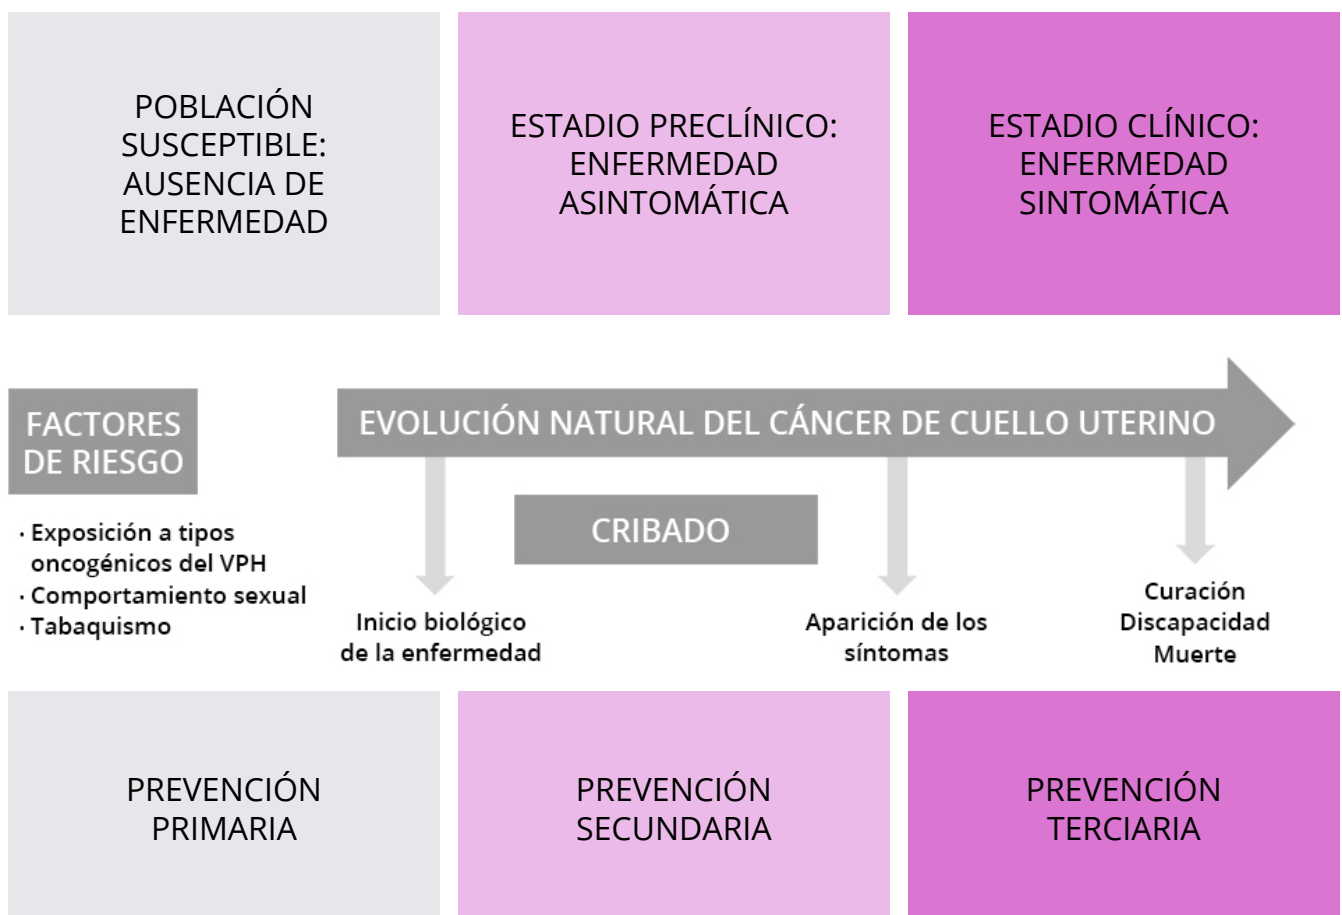 POBLACIÓN
SUSCEPTIBLE:
AUSENCIA DE
ENFERMEDAD
ESTADIO PRECLÍNICO:
ENFERMEDAD
ASINTOMÁTICA
ESTADIO CLÍNICO:
ENFERMEDAD
SINTOMÁTICA
FACTORES
DE RIESGO
· Exposición a tipos
oncogénicos del VPH
· Comportamiento sexual
· Tabaquismo
EVOLUCIÓN NATURAL DEL CÁNCER DE CUELLO UTERINO
CRIBADO
Inicio biológico
de la enfermedad
Aparición de los
síntomas
Curación
Discapacidad
Muerte
PREVENCIÓN
PRIMARIA
PREVENCIÓN
SECUNDARIA
PREVENCIÓN
TERCIARIA